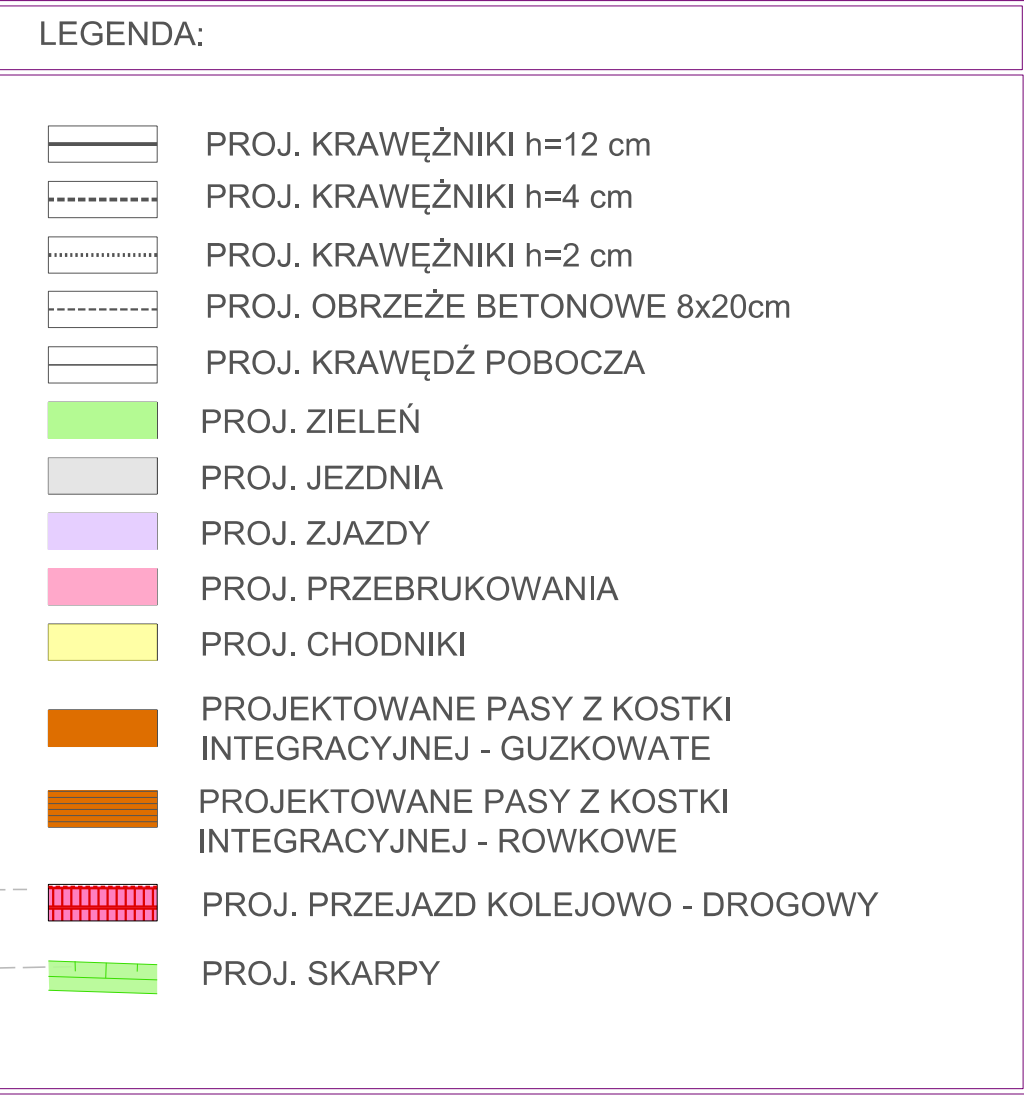 LEGENDA:
PROJ. KRAWĘŻNIKI h=12 cm
PROJ. KRAWĘŻNIKI h=4 cm
PROJ. KRAWĘŻNIKI h=2 cm
PROJ. OBRZEŻE BETONOWE 8x20cm
PROJ. KRAWĘDŹ POBOCZA
PROJ. ZIELEŃ
PROJ. JEZDNIA
PROJ. ZJAZDY
PROJ. PRZEBRUKOWANIA
PROJ. CHODNIKI
PROJEKTOWANE PASY Z KOSTKI
INTEGRACYJNEJ - GUZKOWATE
PROJEKTOWANE PASY Z KOSTKI
INTEGRACYJNEJ - ROWKOWE
PROJ. PRZEJAZD KOLEJOWO - DROGOWY
PROJ. SKARPY